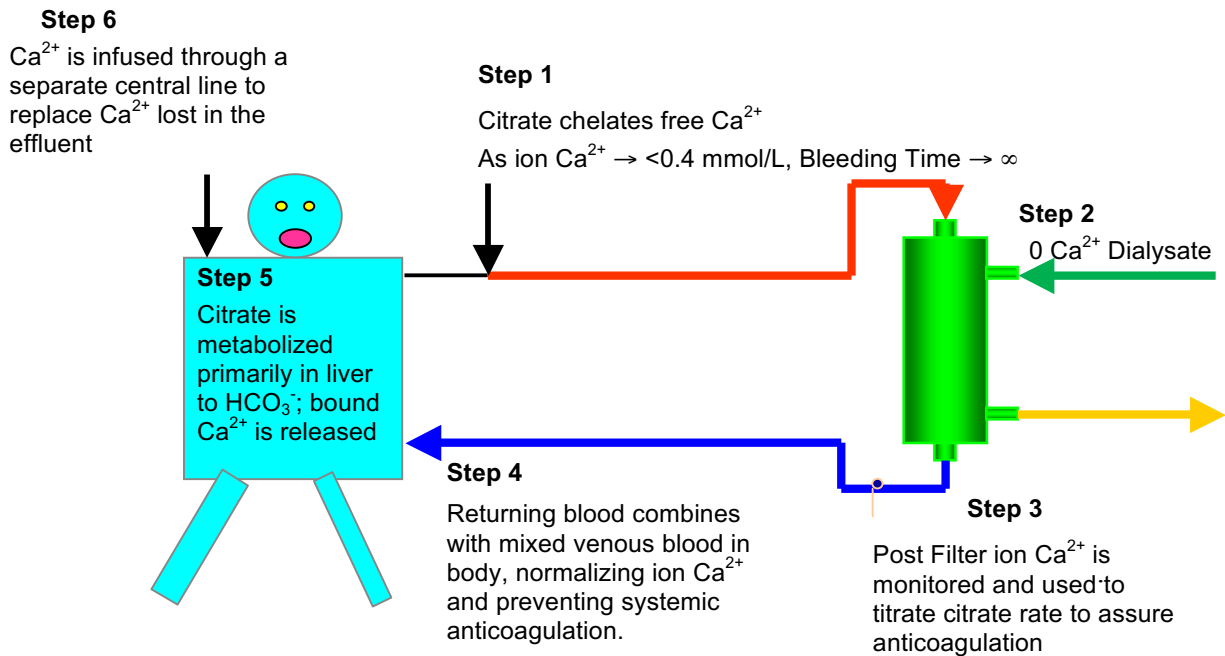 Step 6
Ca²⁺ is infused through a
separate central line to
replace Ca²⁺ lost in the
effluent
Step 1
Citrate chelates free Ca²⁺
As ion Ca²⁺ → <0.4 mmol/L, Bleeding Time → ∞
Step 2
0 Ca²⁺ Dialysate
Step 5
Citrate is
metabolized
primarily in liver
to HCO₃⁻; bound
Ca²⁺ is released
Step 4
Returning blood combines
with mixed venous blood in
body, normalizing ion Ca²⁺
and preventing systemic
anticoagulation.
Step 3
Post Filter ion Ca²⁺ is
monitored and used to
titrate citrate rate to assure
anticoagulation